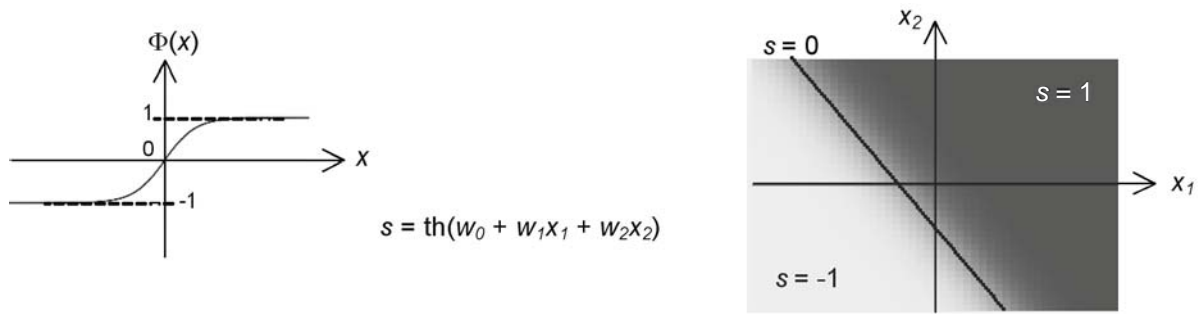 Φ(x)
1
0
x
-1
s = th(w₀ + w₁x₁ + w₂x₂)
x₂
s = 0
s = 1
x₁
s = -1